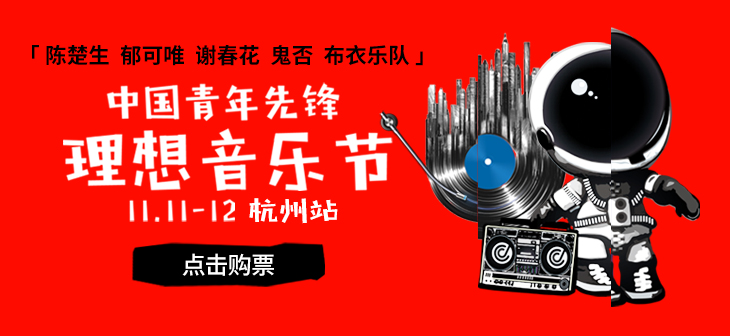 「陈楚生 郁可唯 谢春花 鬼否 布衣乐队」
中国青年先锋
理想音乐节
11.11-12 杭州站
点击购票